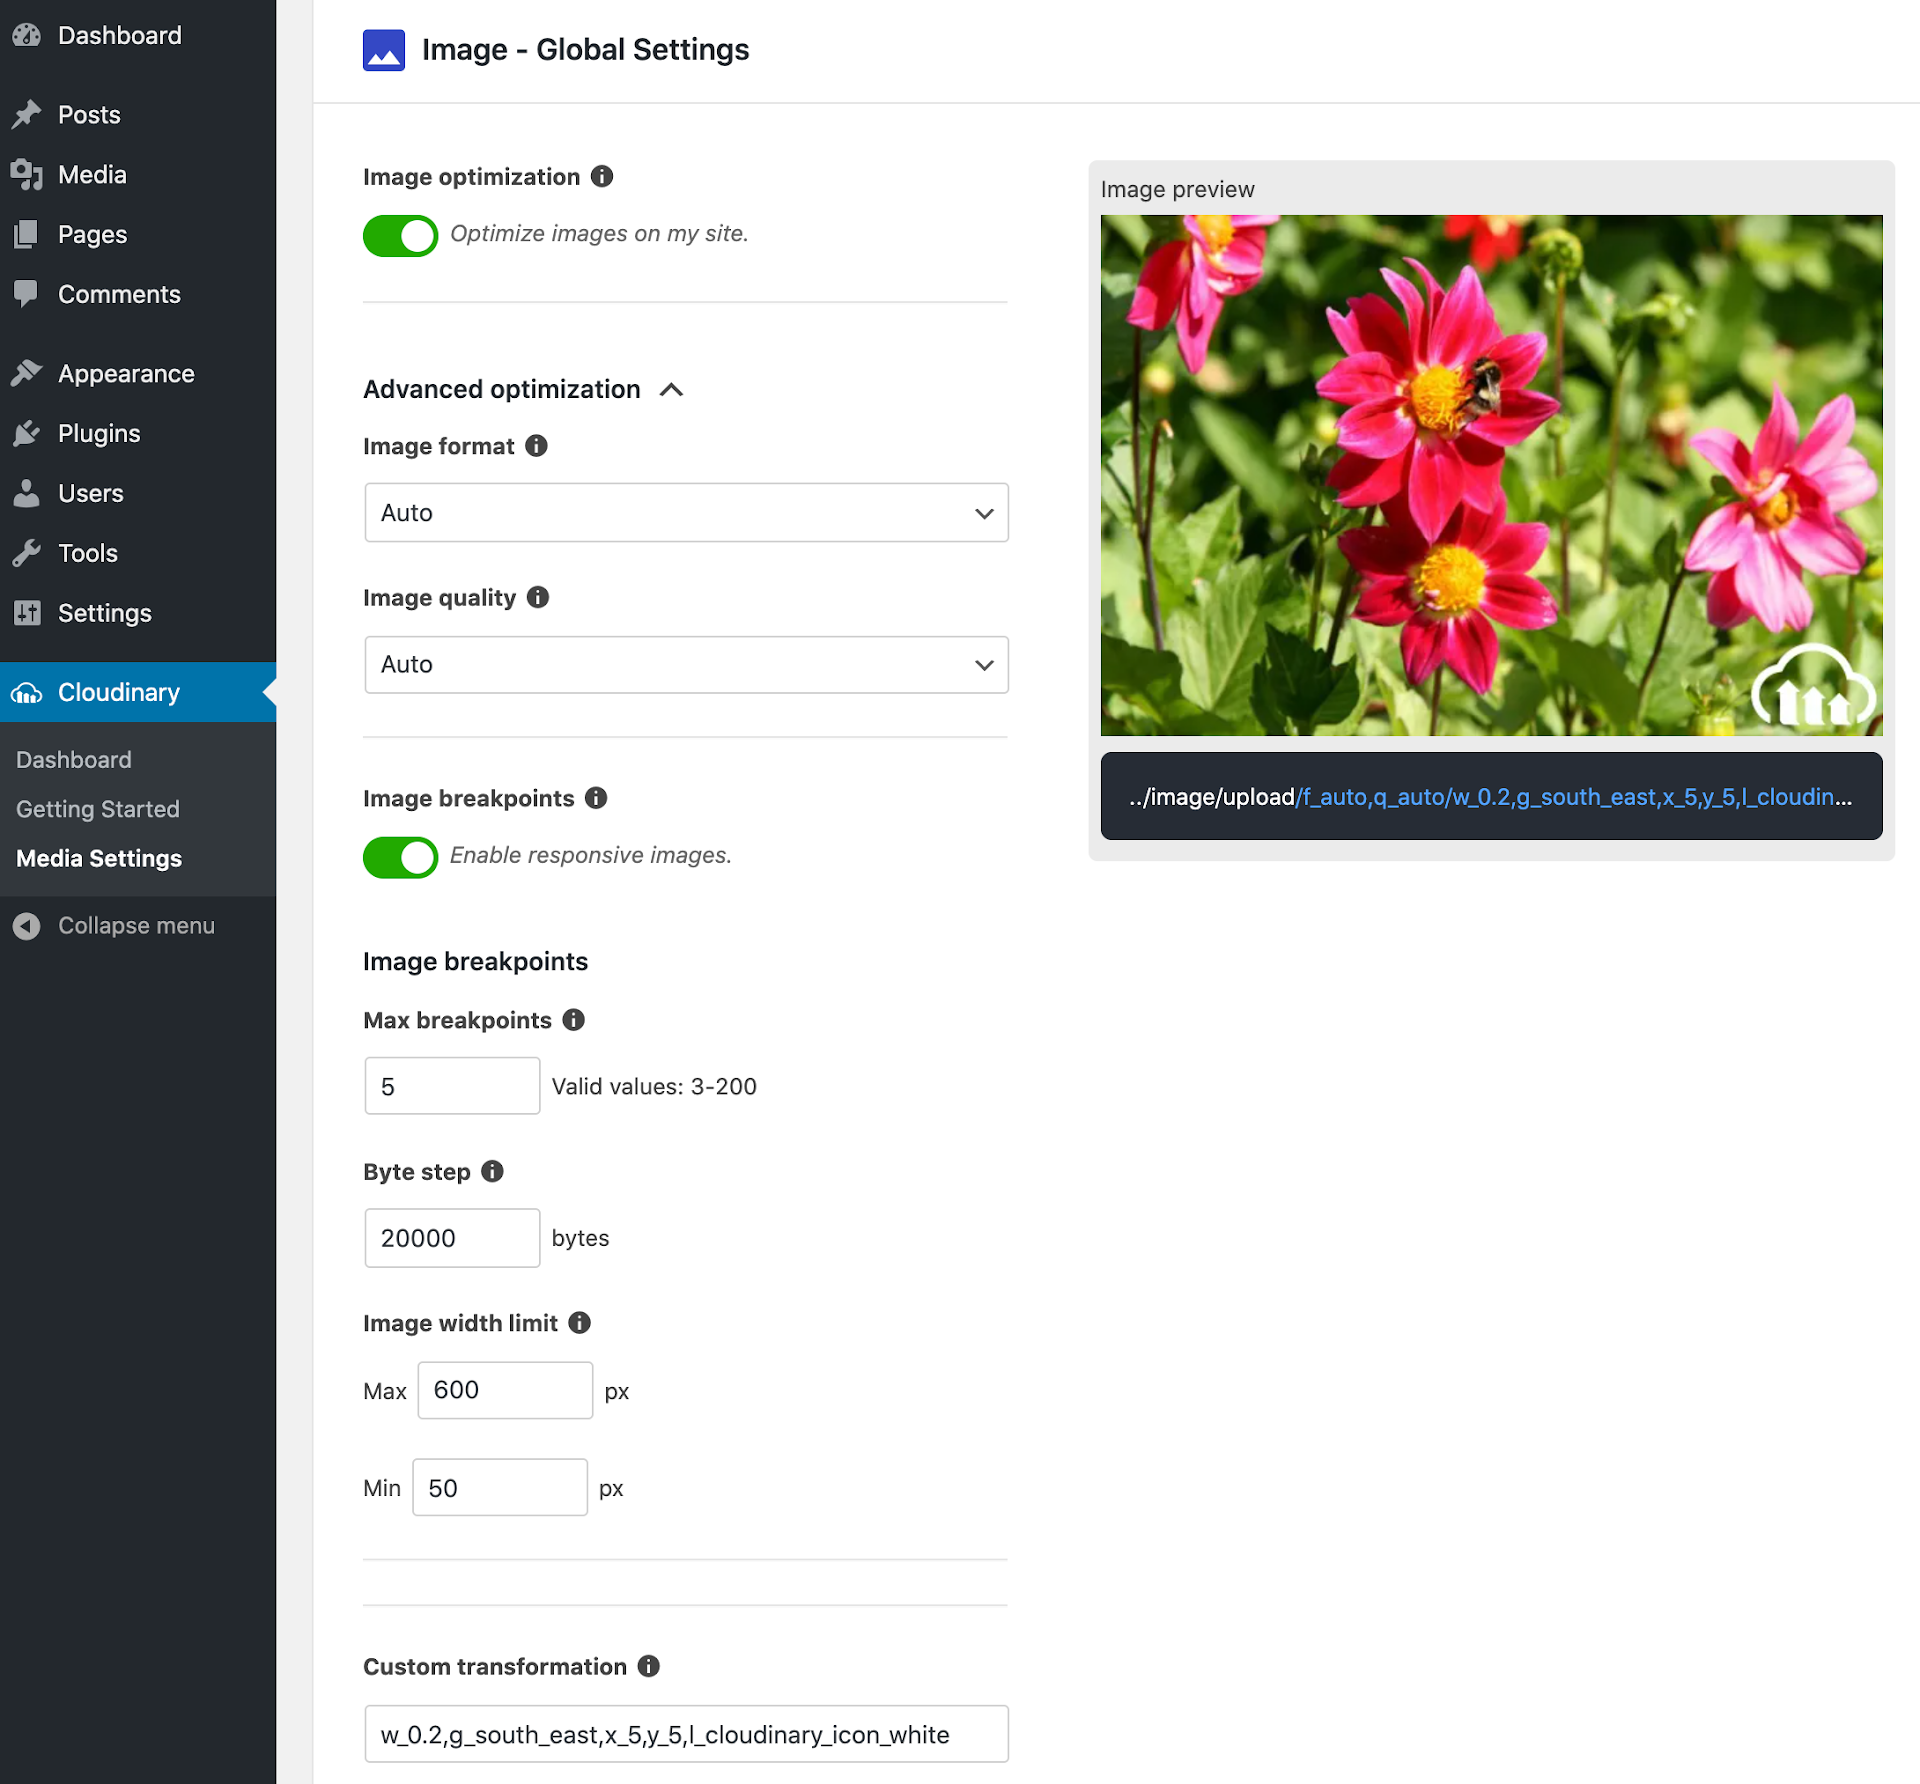 Dashboard
Posts
Media
Pages
Comments
Appearance
Plugins
Users
Tools
Settings
Cloudinary
Dashboard
Getting Started
Media Settings
Collapse menu
Image - Global Settings
Image optimization
Optimize images on my site.
Advanced optimization
Image format
Auto
Image quality
Auto
Image breakpoints
Enable responsive images.
Image breakpoints
Max breakpoints
5 Valid values: 3-200
Byte step
20000 bytes
Image width limit
Max 600 px
Min 50 px
Custom transformation
w_0.2,g_south_east,x_5,y_5,l_cloudinary_icon_white
Image preview
../image/upload/f_auto,q_auto/w_0.2,g_south_east,x_5,y_5,l_cloudin...